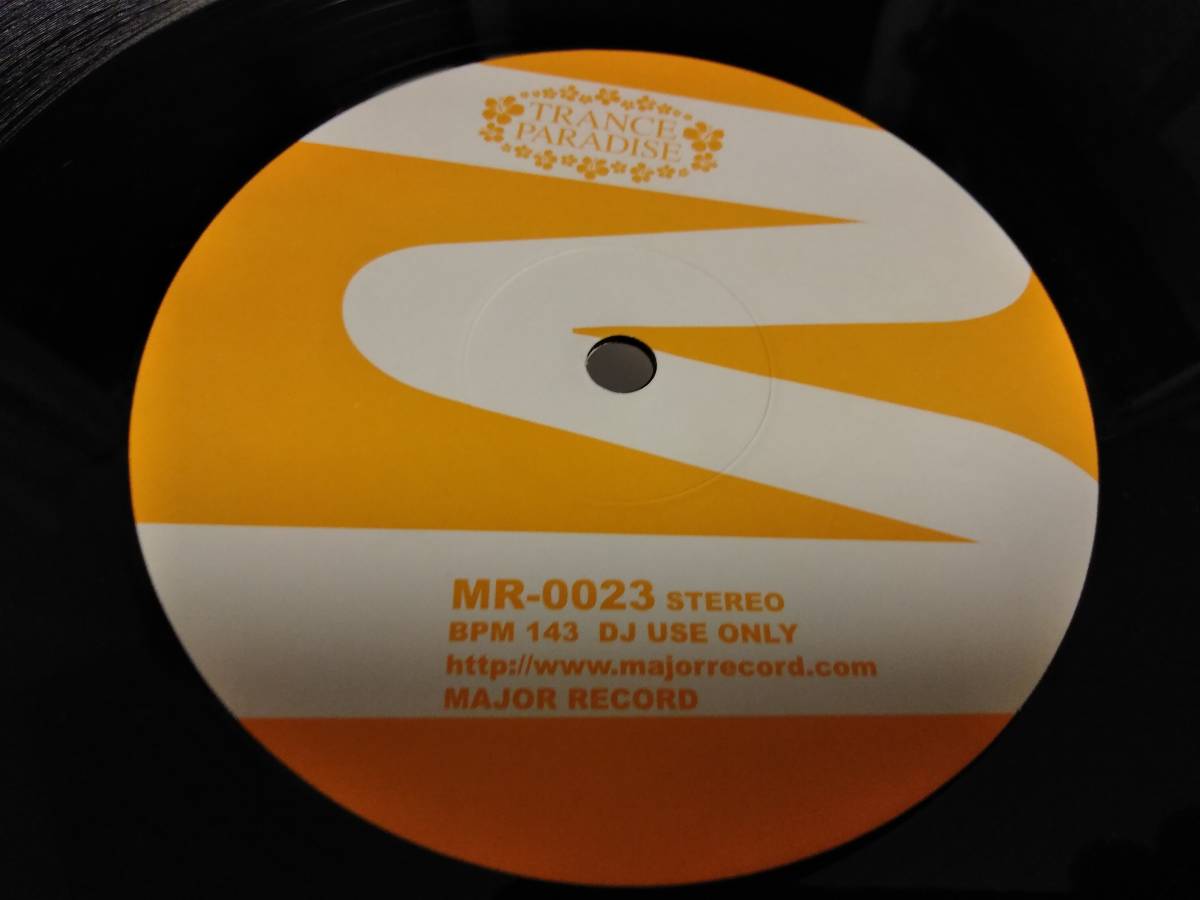 TRANCE
PARADISE
MR-0023 STEREO
BPM 143 DJ USE ONLY
http://www.majorrecord.com
MAJOR RECORD